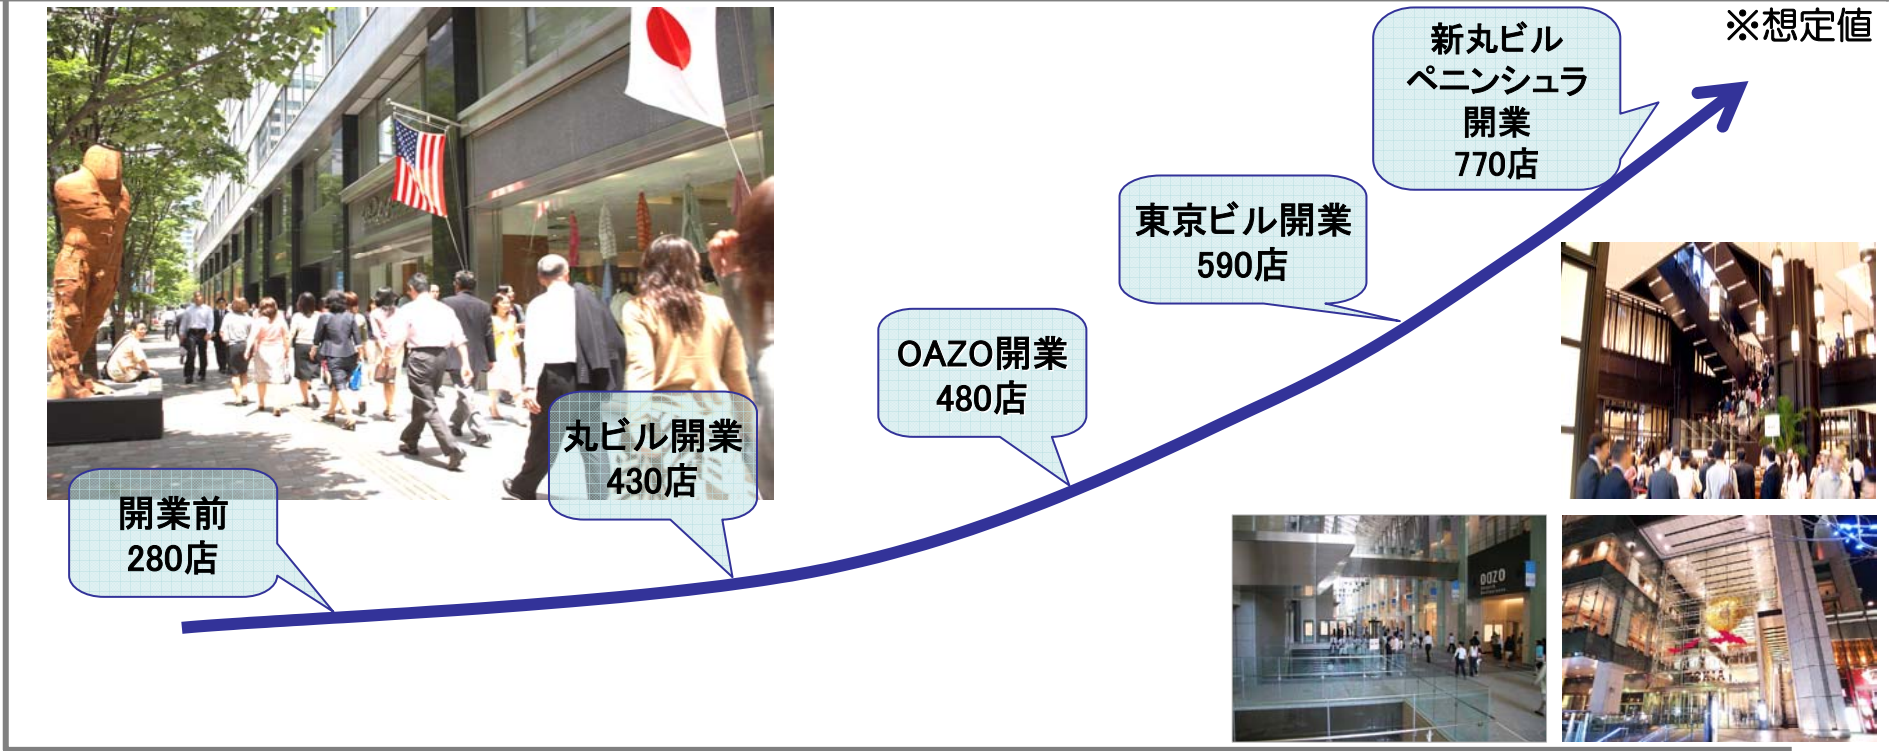 ※想定値
新丸ビル
ペニンシュラ
開業
770店
東京ビル開業
590店
OAZO開業
480店
丸ビル開業
430店
開業前
280店
OAZO